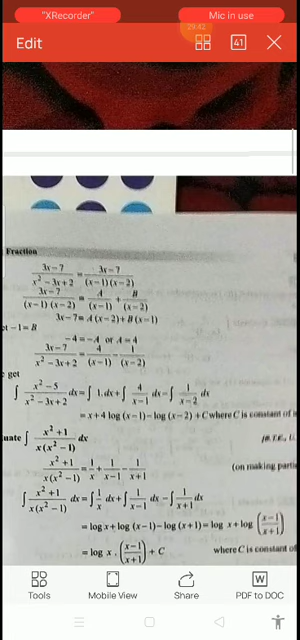 "XRecorder"
Mic in use
29:42
Edit
41
Fraction
3x−7 / x² − 3x+2 = 3x−7 / (x−1)(x−2)
3x−7 / (x−1) (x−2) = A / (x−1) + B / (x−2)
3x−7= A (x−2)+ B (x−1)
et −1 = B
−4 = −A or A = 4
3x−7 / x² −3x+2 = 4 / (x−1) − 1 / (x−2)
get
∫ x² −5 / x² −3x+2 dx = ∫ 1. dx + ∫ 4 / x−1 dx − ∫ 1 / x−2 dx
= x+4 log (x−1)−log (x−2) + C where C is constant of
uate ∫ x² +1 / x(x² −1) dx
x² +1 / x(x² −1) = 1 / x + 1 / x−1 − 1 / x+1 (on making parti
∫ x² +1 / x(x² −1) dx = ∫ 1 / x dx + ∫ 1 / x−1 dx − ∫ 1 / x+1 dx
= log x+ log (x−1)−log (x+1) = log x+ log (x−1 / x+1)
= log x . (x−1 / x+1) + C where C is constant of
Tools
Mobile View
Share
W
PDF to DOC